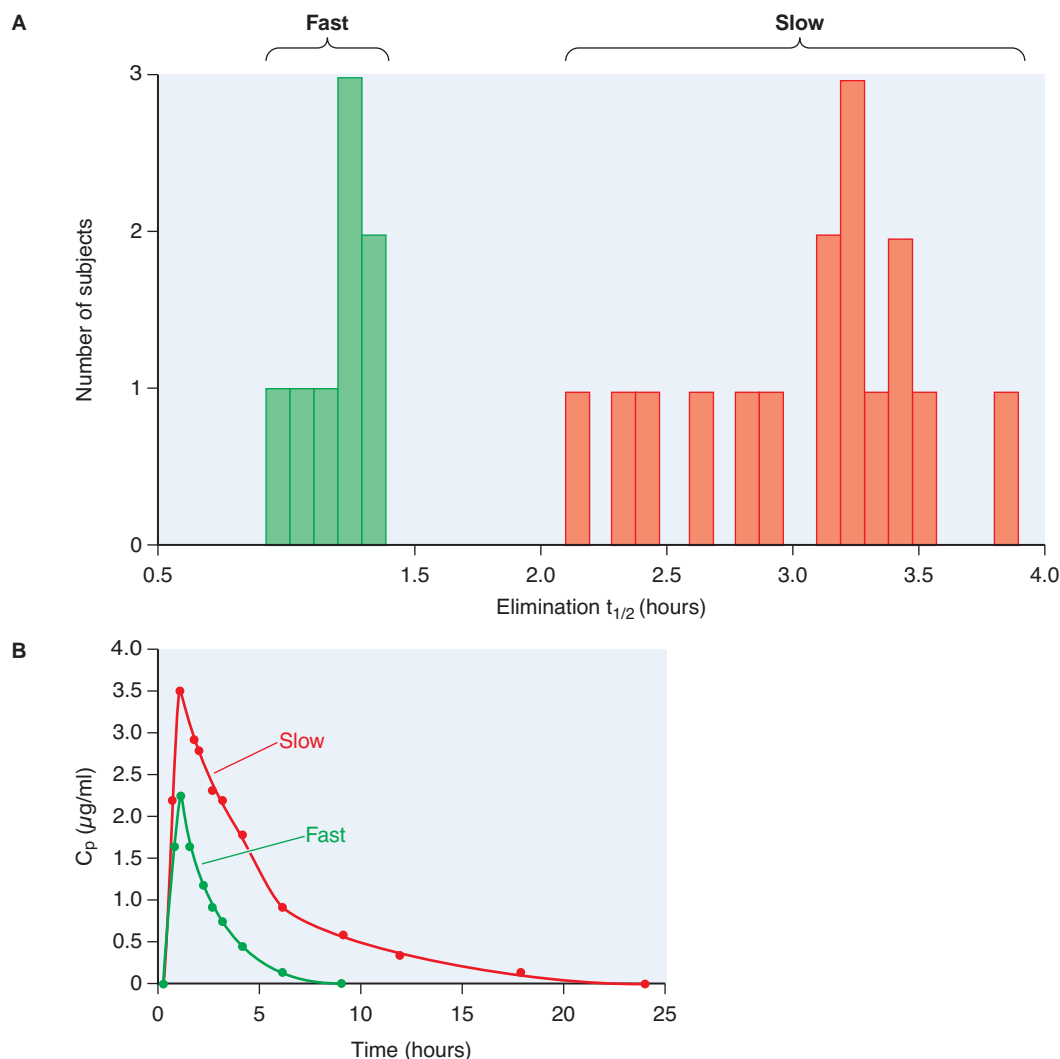 A
Fast
Slow
3
2
1
0
Number of subjects
0.5
1.5
2.0
2.5
3.0
3.5
4.0
Elimination t1/2 (hours)
B
4.0
3.5
3.0
2.5
2.0
1.5
1.0
0.5
0
Cp (µg/ml)
Slow
Fast
0
5
10
15
20
25
Time (hours)